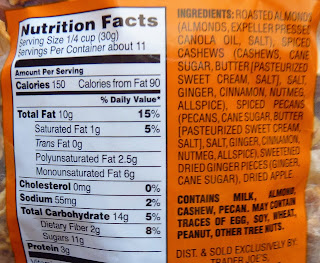 Nutrition Facts
Serving Size 1/4 cup (30g)
Servings Per Container about 11
Amount Per Serving
Calories 150 Calories from Fat 90
% Daily Value*
Total Fat 10g 15%
Saturated Fat 1g 5%
Trans Fat 0g
Polyunsaturated Fat 2.5g
Monounsaturated Fat 6g
Cholesterol 0mg 0%
Sodium 55mg 2%
Total Carbohydrate 14g 5%
Dietary Fiber 2g 8%
Sugars 11g
Protein 3g
INGREDIENTS: ROASTED ALMONDS
(ALMONDS, EXPELLER PRESSED
CANOLA OIL, SALT), SPICED
CASHEWS (CASHEWS, CANE
SUGAR, BUTTER [PASTEURIZED
SWEET CREAM, SALT], SALT,
GINGER, CINNAMON, NUTMEG,
ALLSPICE), SPICED PECANS
(PECANS, CANE SUGAR, BUTTER
[PASTEURIZED SWEET CREAM,
SALT], SALT, GINGER, CINNAMON,
NUTMEG, ALLSPICE), SWEETENED
DRIED GINGER PIECES (GINGER,
CANE SUGAR), DRIED APPLE.
CONTAINS MILK, ALMOND,
CASHEW, PECAN. MAY CONTAIN
TRACES OF EGG, SOY, WHEAT,
PEANUT, OTHER TREE NUTS.
DIST. & SOLD EXCLUSIVELY BY:
TRADER JOE'S,